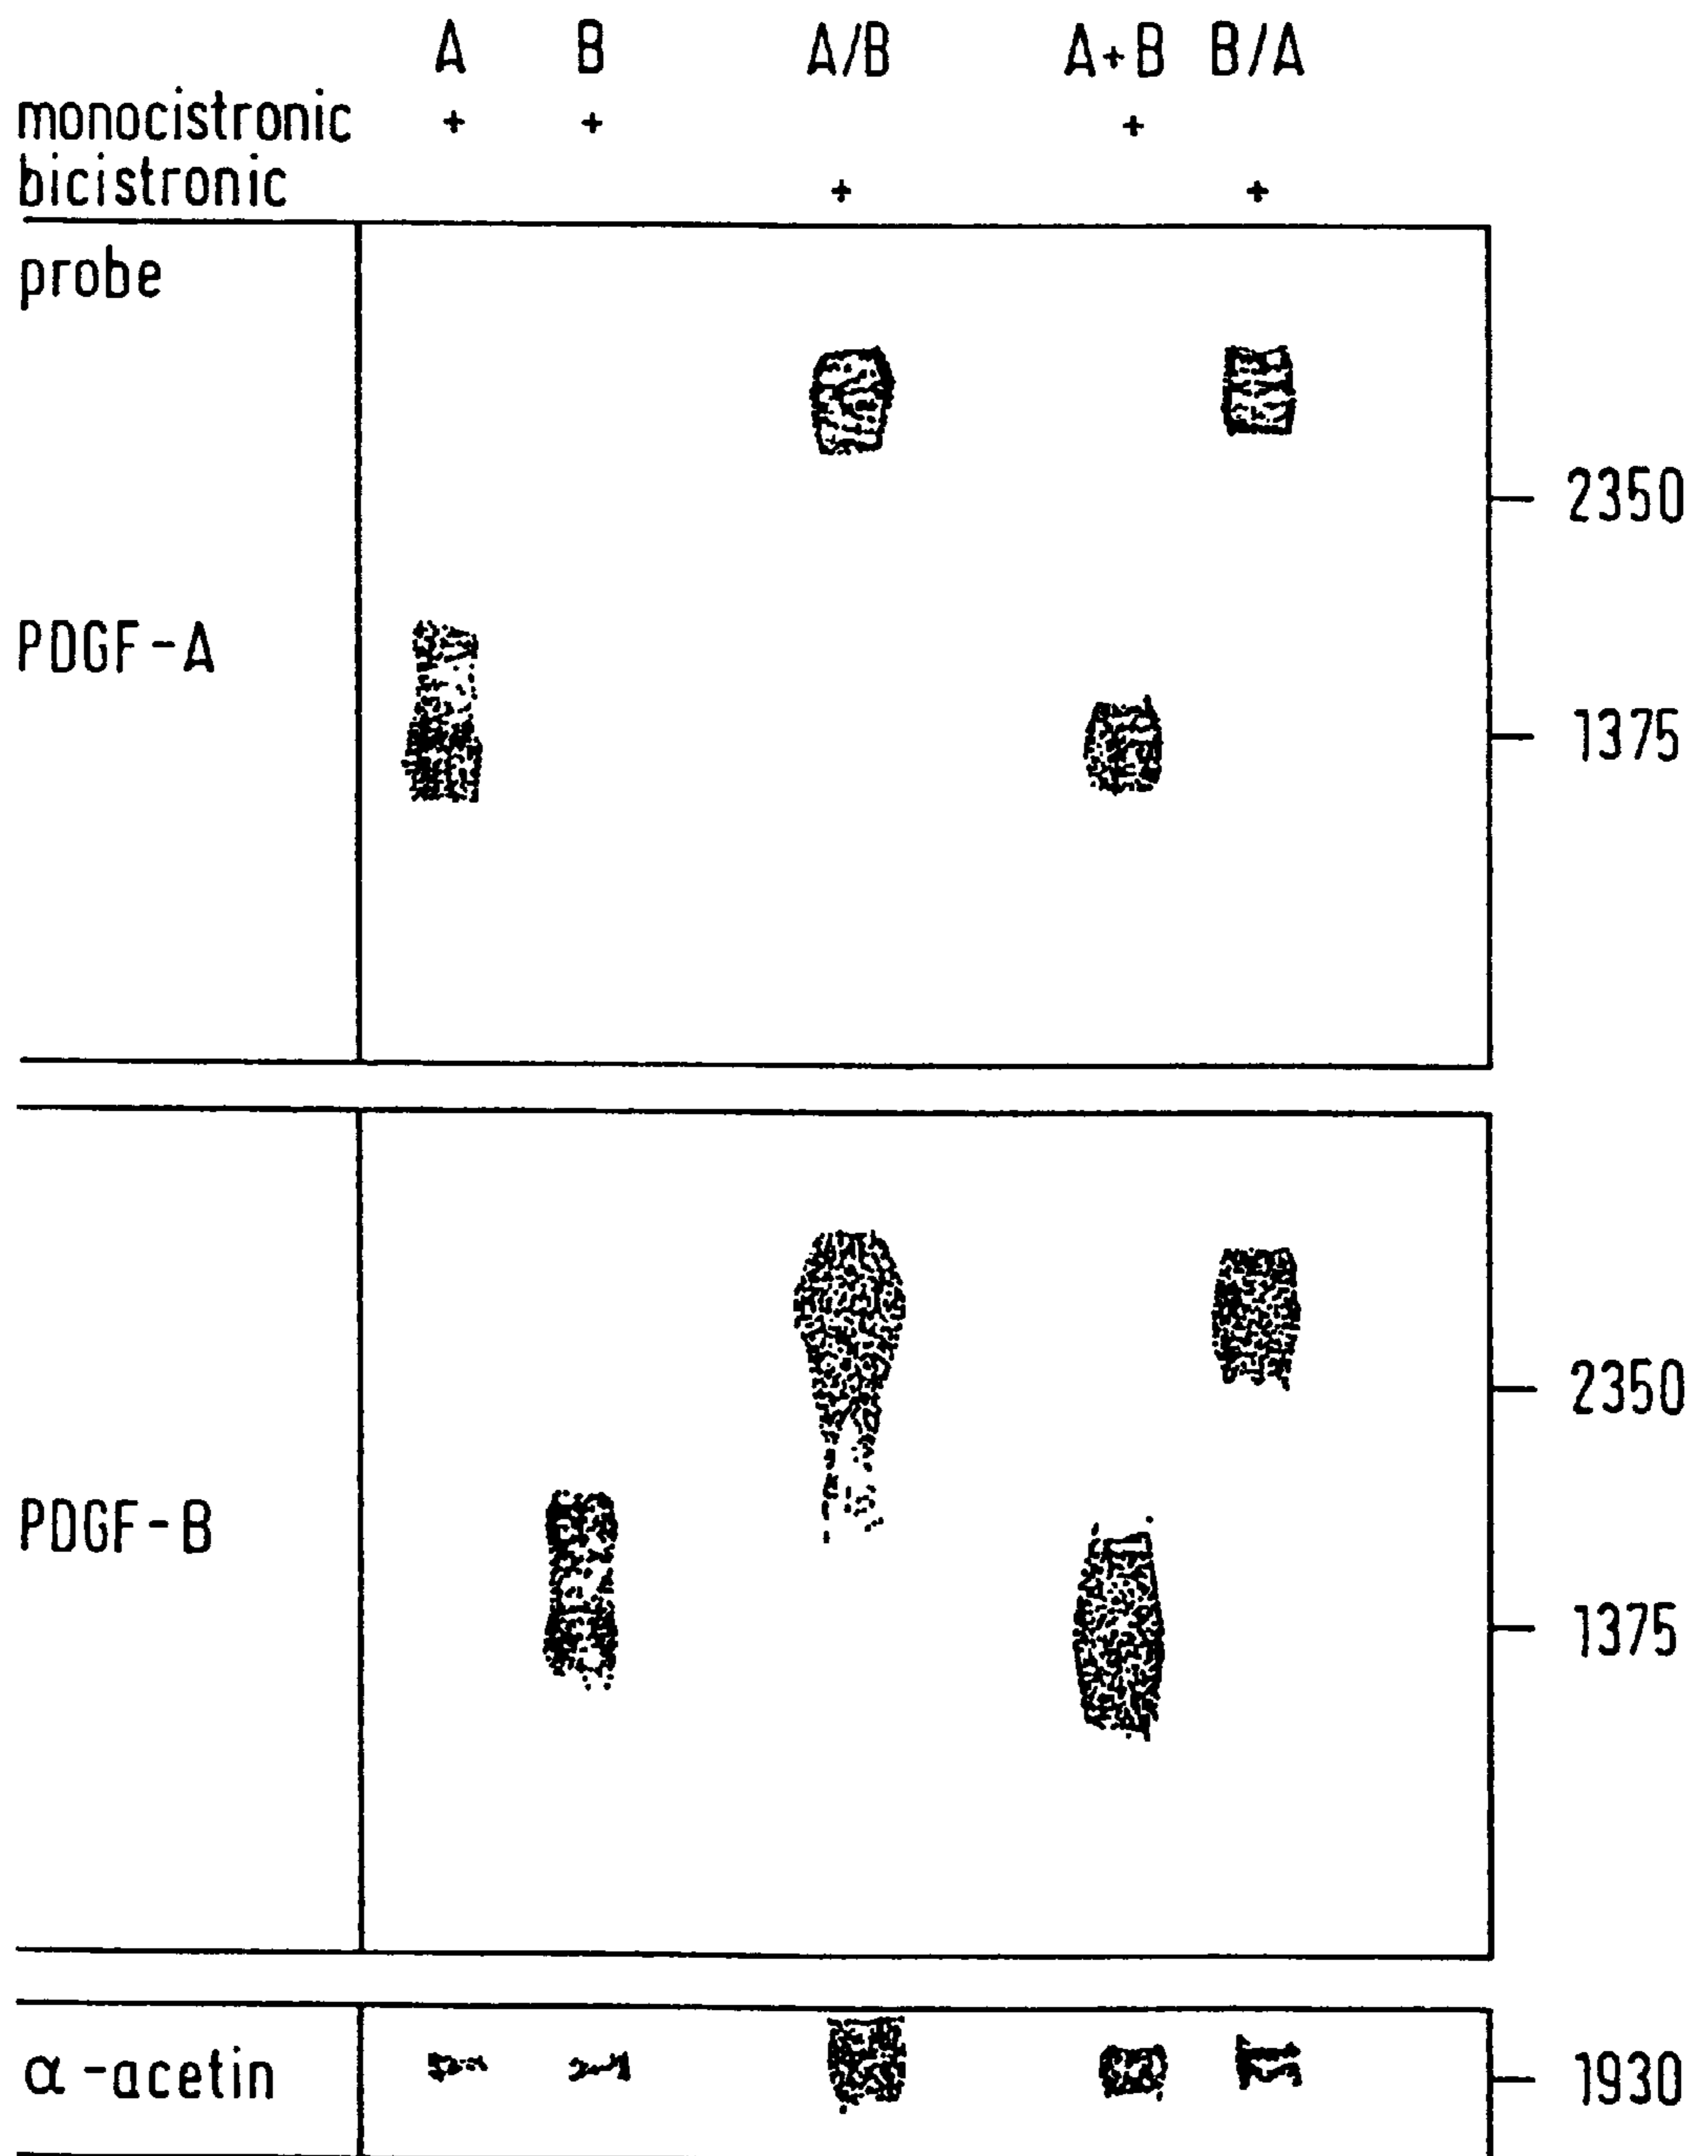 A B A/B A+B B/A
monocistronic + + +
bicistronic + +
probe
2350
PDGF-A
1375
2350
PDGF-B
1375
α-acetin 1930